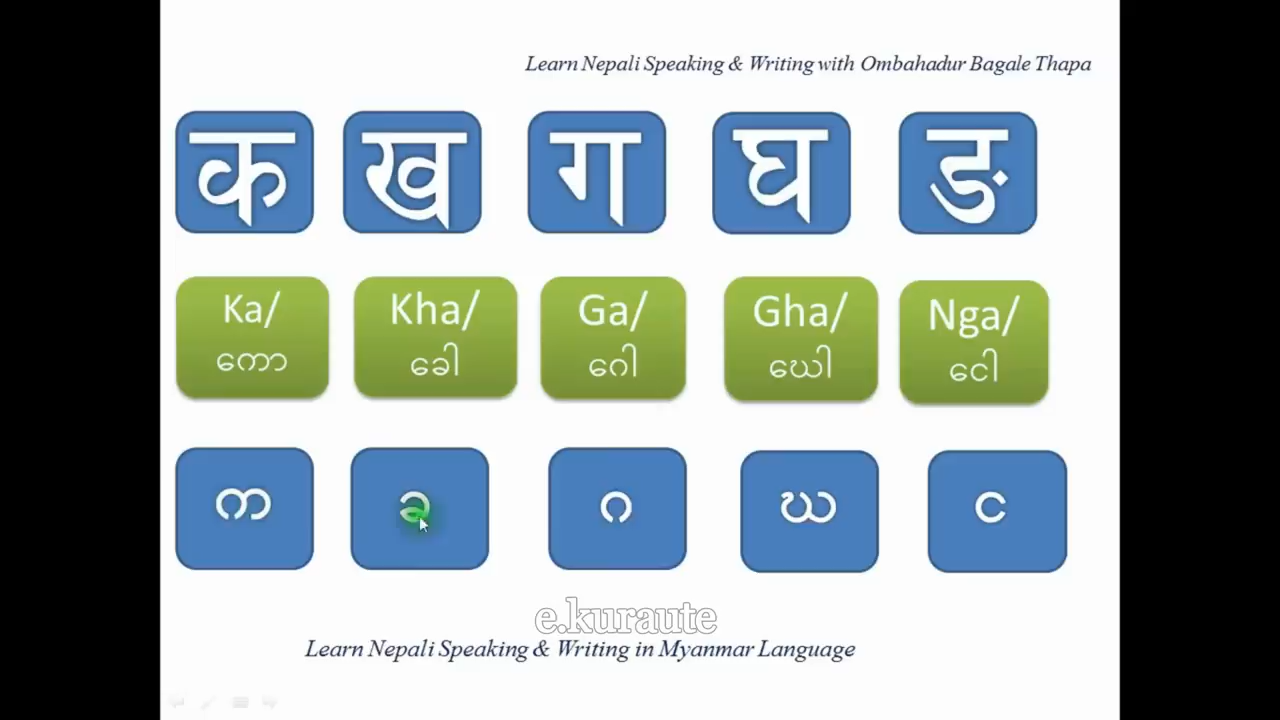 Learn Nepali Speaking & Writing with Ombahadur Bagale Thapa
क ख ग घ ङ
Ka/ Kha/ Ga/ Gha/ Nga/
ကော ခေါ ဂေါ ဃေါ ငေါ
က ခ ဂ ဃ င
e.kuraute
Learn Nepali Speaking & Writing in Myanmar Language